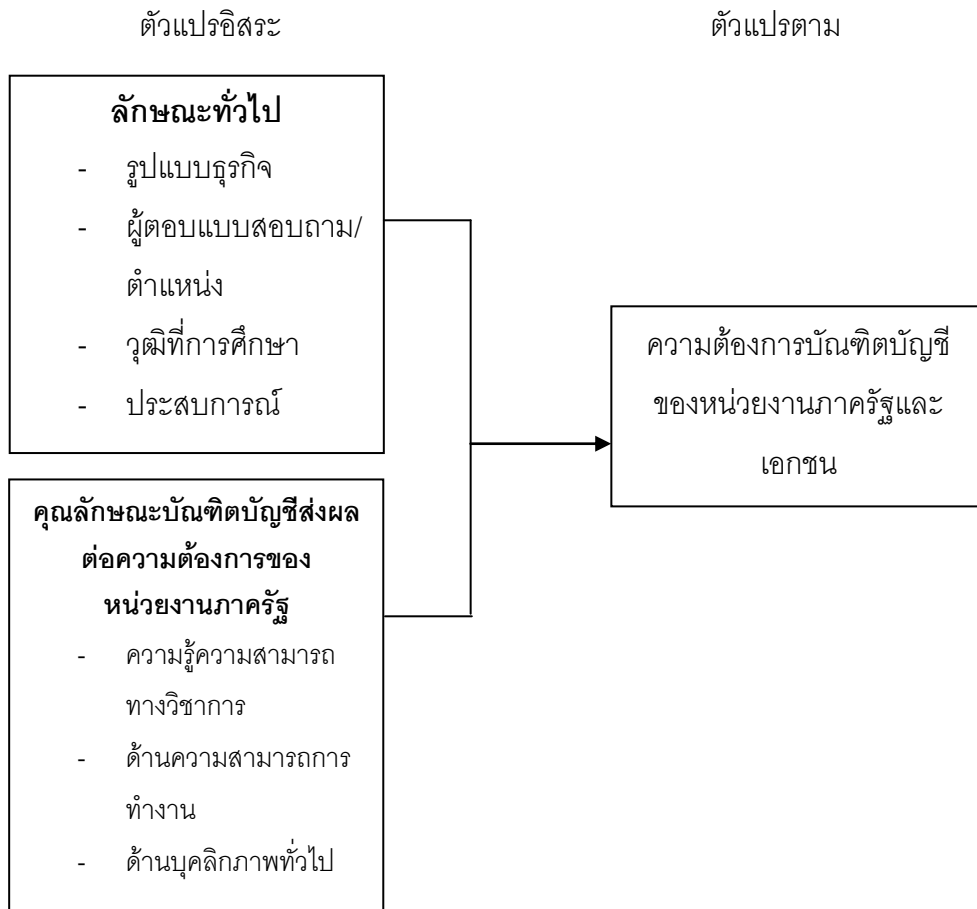 ตัวแปรอิสระ
ตัวแปรตาม
ลักษณะทั่วไป
- รูปแบบธุรกิจ
- ผู้ตอบแบบสอบถาม/
ตำแหน่ง
- วุฒิที่การศึกษา
- ประสบการณ์
คุณลักษณะบัณฑิตบัญชีส่งผล
ต่อความต้องการของ
หน่วยงานภาครัฐ
- ความรู้ความสามารถ
ทางวิชาการ
- ด้านความสามารถการ
ทำงาน
- ด้านบุคลิกภาพทั่วไป
ความต้องการบัณฑิตบัญชี
ของหน่วยงานภาครัฐและ
เอกชน